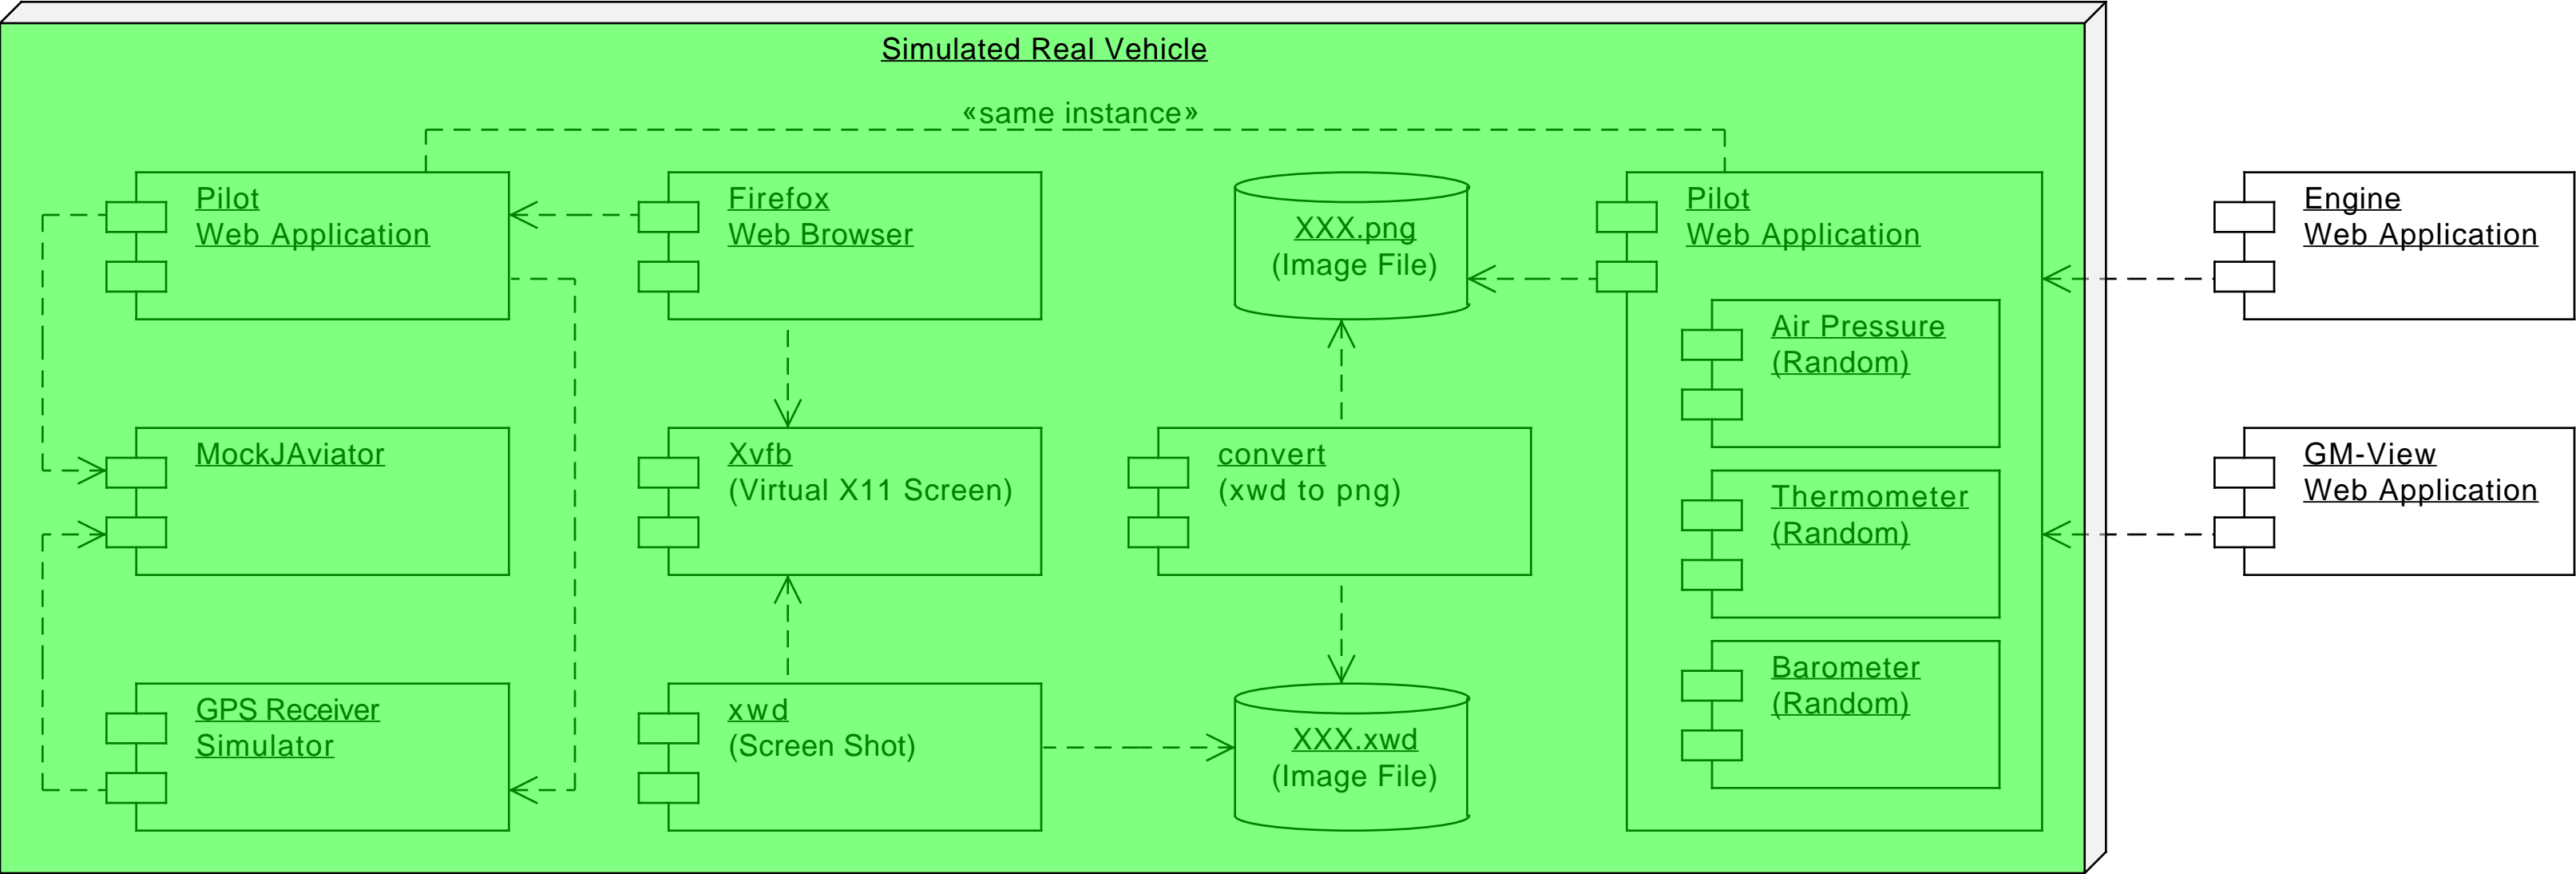 Simulated Real Vehicle
«same instance»
Pilot
Web Application
Firefox
Web Browser
XXX.png
(Image File)
Pilot
Web Application
Engine
Web Application
Air Pressure
(Random)
MockJAviator
Xvfb
(Virtual X11 Screen)
convert
(xwd to png)
Thermometer
(Random)
GM-View
Web Application
GPS Receiver
Simulator
xwd
(Screen Shot)
XXX.xwd
(Image File)
Barometer
(Random)